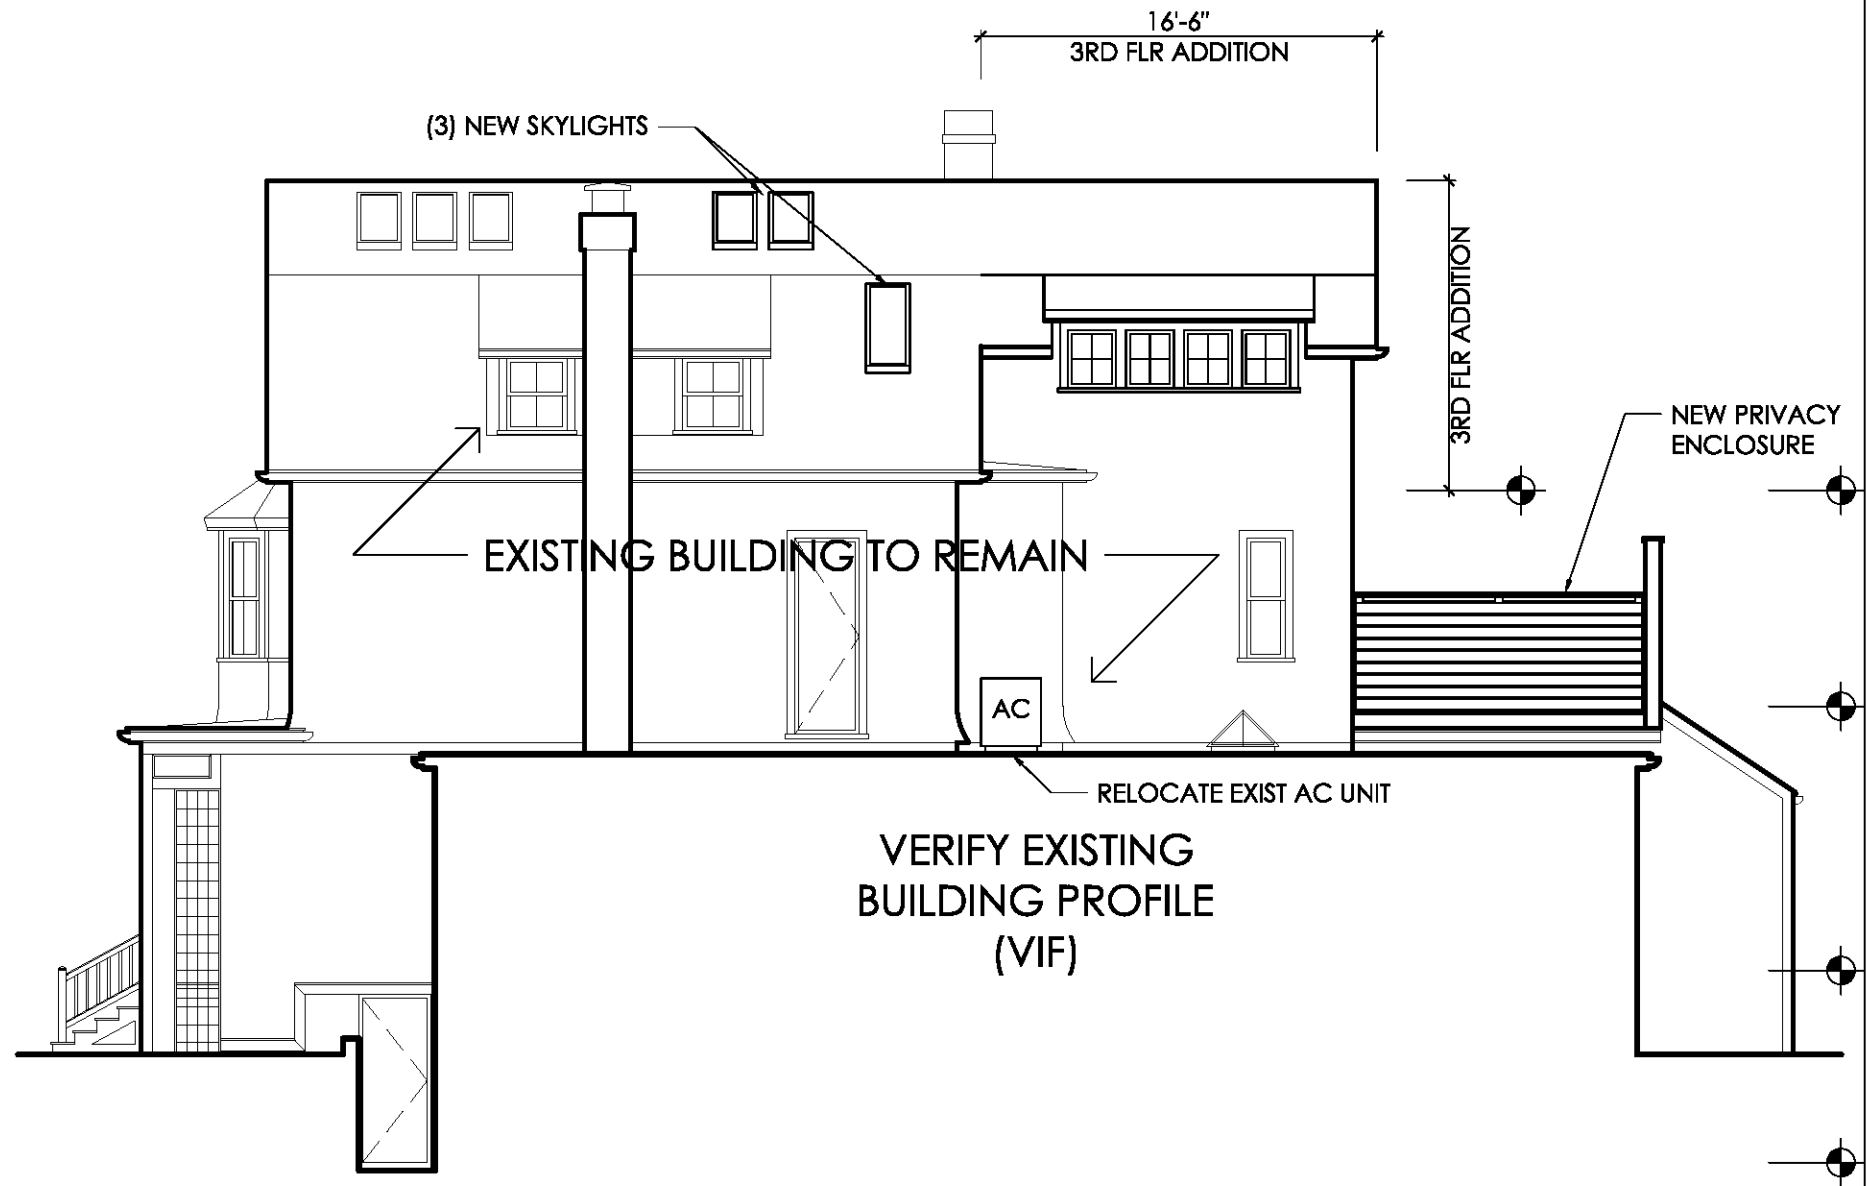 16'-6"
3RD FLR ADDITION
(3) NEW SKYLIGHTS
3RD FLR ADDITION
NEW PRIVACY
ENCLOSURE
EXISTING BUILDING TO REMAIN
AC
RELOCATE EXIST AC UNIT
VERIFY EXISTING
BUILDING PROFILE
(VIF)